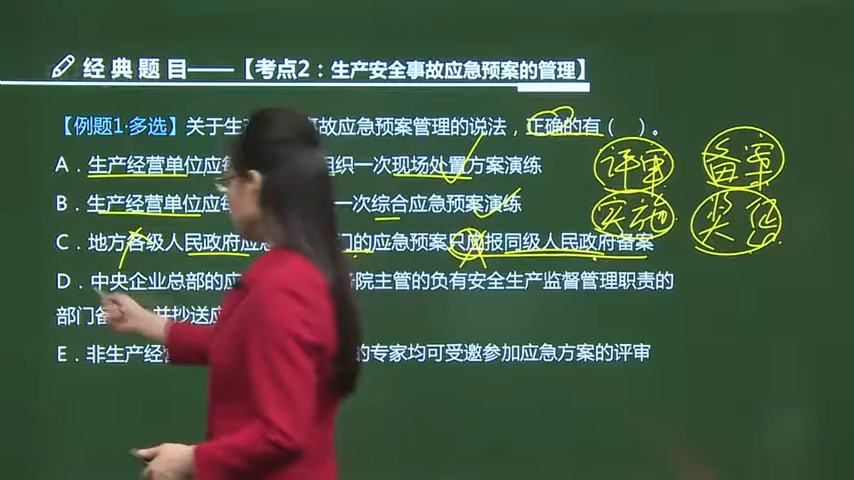 经典题目——【考点2：生产安全事故应急预案的管理】
【例题1·多选】关于生 事故应急预案管理的说法，正确的有（ ）。
A．生产经营单位应 组织一次现场处置方案演练
B．生产经营单位应 一次综合应急预案演练
C．地方各级人民政府应急 门的应急预案只应报同级人民政府备案
D．中央企业总部的应 务院主管的负有安全生产监督管理职责的
部门备 并抄送应
E．非生产经营 的专家均可受邀参加应急方案的评审
评审 备案
实施 奖惩